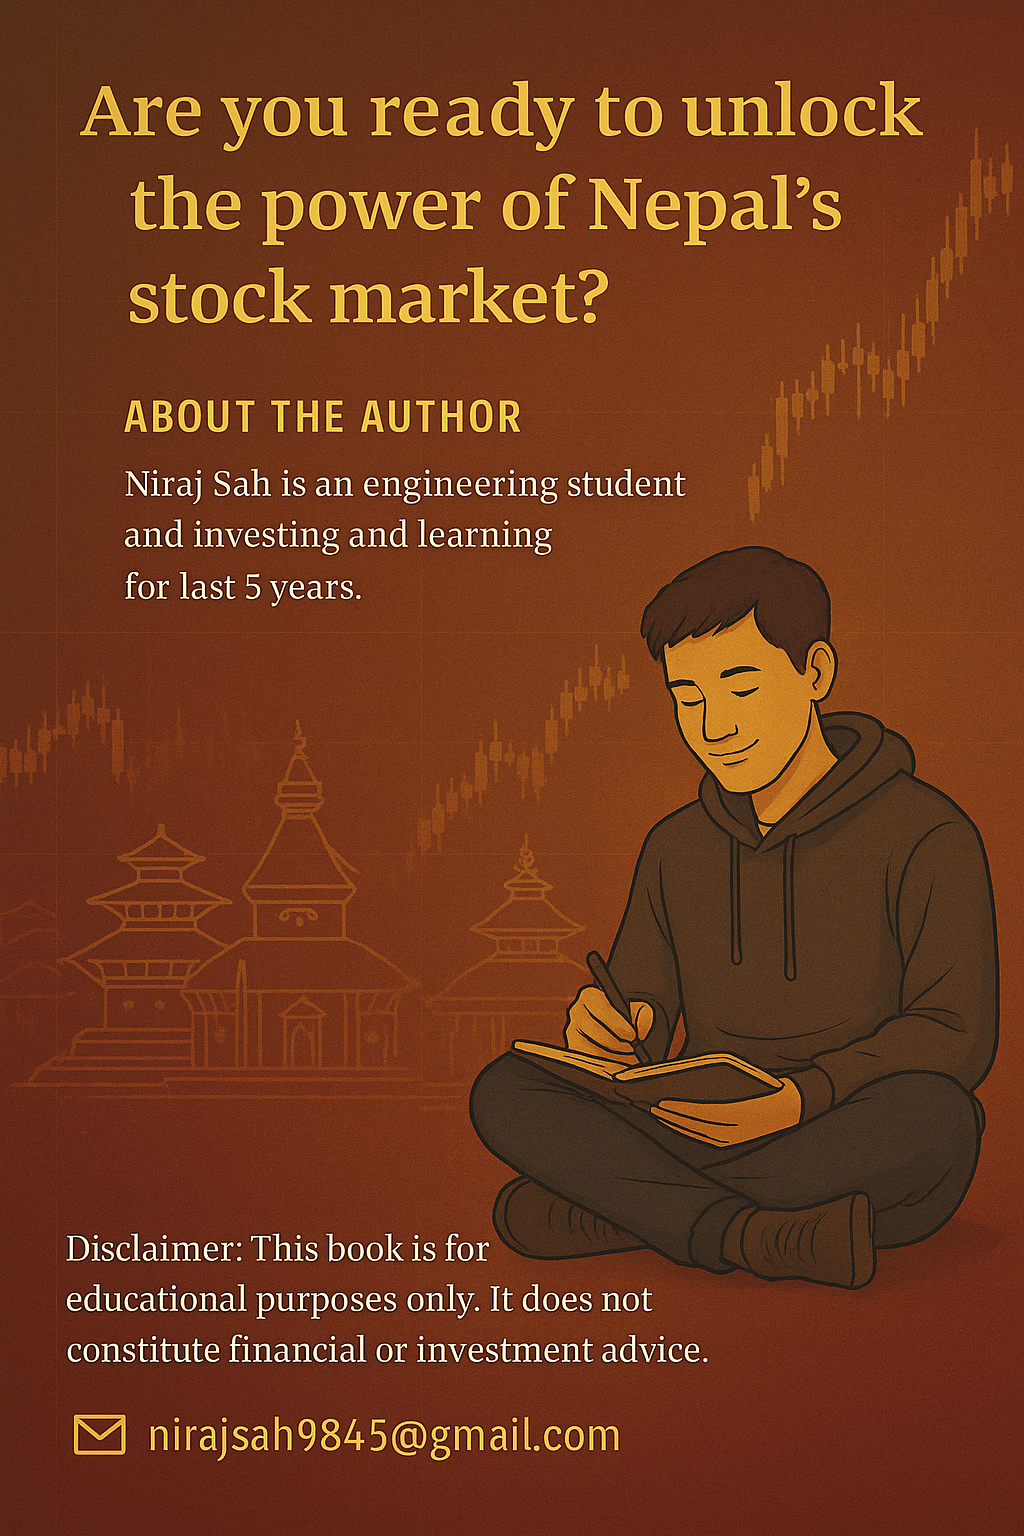 Are you ready to unlock
the power of Nepal’s
stock market?
ABOUT THE AUTHOR
Niraj Sah is an engineering student
and investing and learning
for last 5 years.
Disclaimer: This book is for
educational purposes only. It does not
constitute financial or investment advice.
nirajsah9845@gmail.com